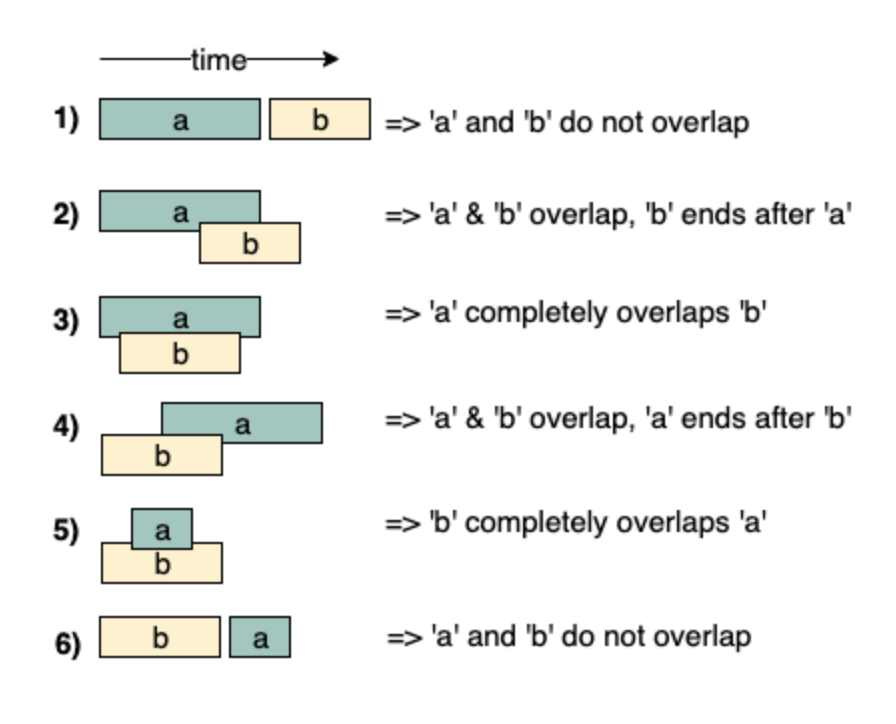 time
1) a b => 'a' and 'b' do not overlap
2) a => 'a' & 'b' overlap, 'b' ends after 'a'
b
3) a => 'a' completely overlaps 'b'
b
4) a => 'a' & 'b' overlap, 'a' ends after 'b'
b
5) a => 'b' completely overlaps 'a'
b
6) b a => 'a' and 'b' do not overlap